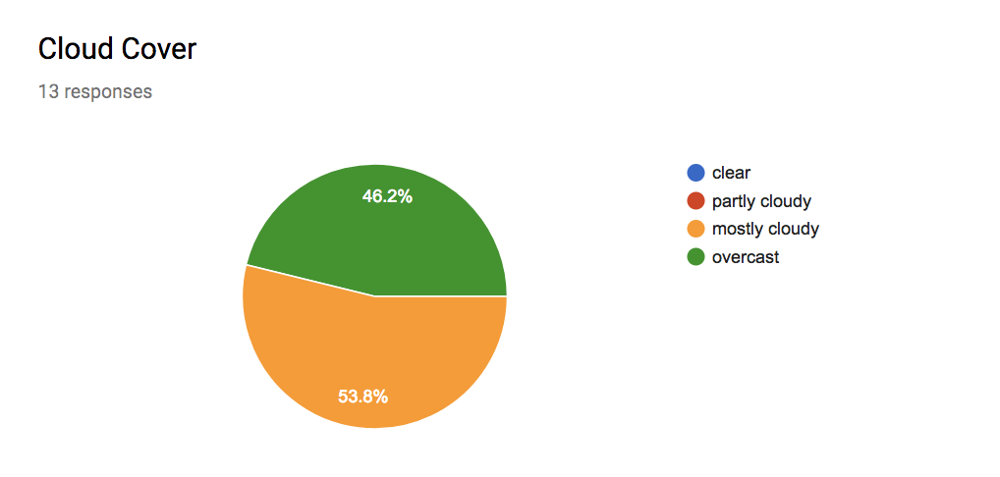 Cloud Cover
13 responses
46.2%
53.8%
clear
partly cloudy
mostly cloudy
overcast